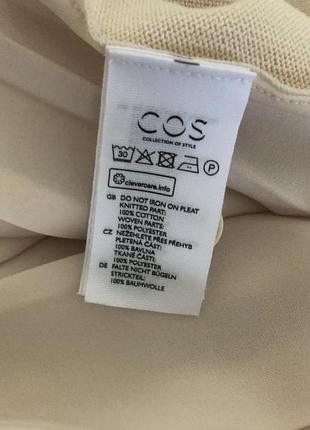 COS
COLLECTION OF STYLE
30 P
clevercare.info
GB DO NOT IRON ON PLEAT
KNITTED PART:
100% COTTON
WOVEN PARTS:
100% POLYESTER
CZ NEŽEHLETE PŘES PŘEHYB
PLETENÁ ČÁST:
100% BAVLNA
TKANÉ ČÁSTI:
100% POLYESTER
DE FALTE NICHT BÜGELN
STRICKTEIL:
100% BAUMWOLLE